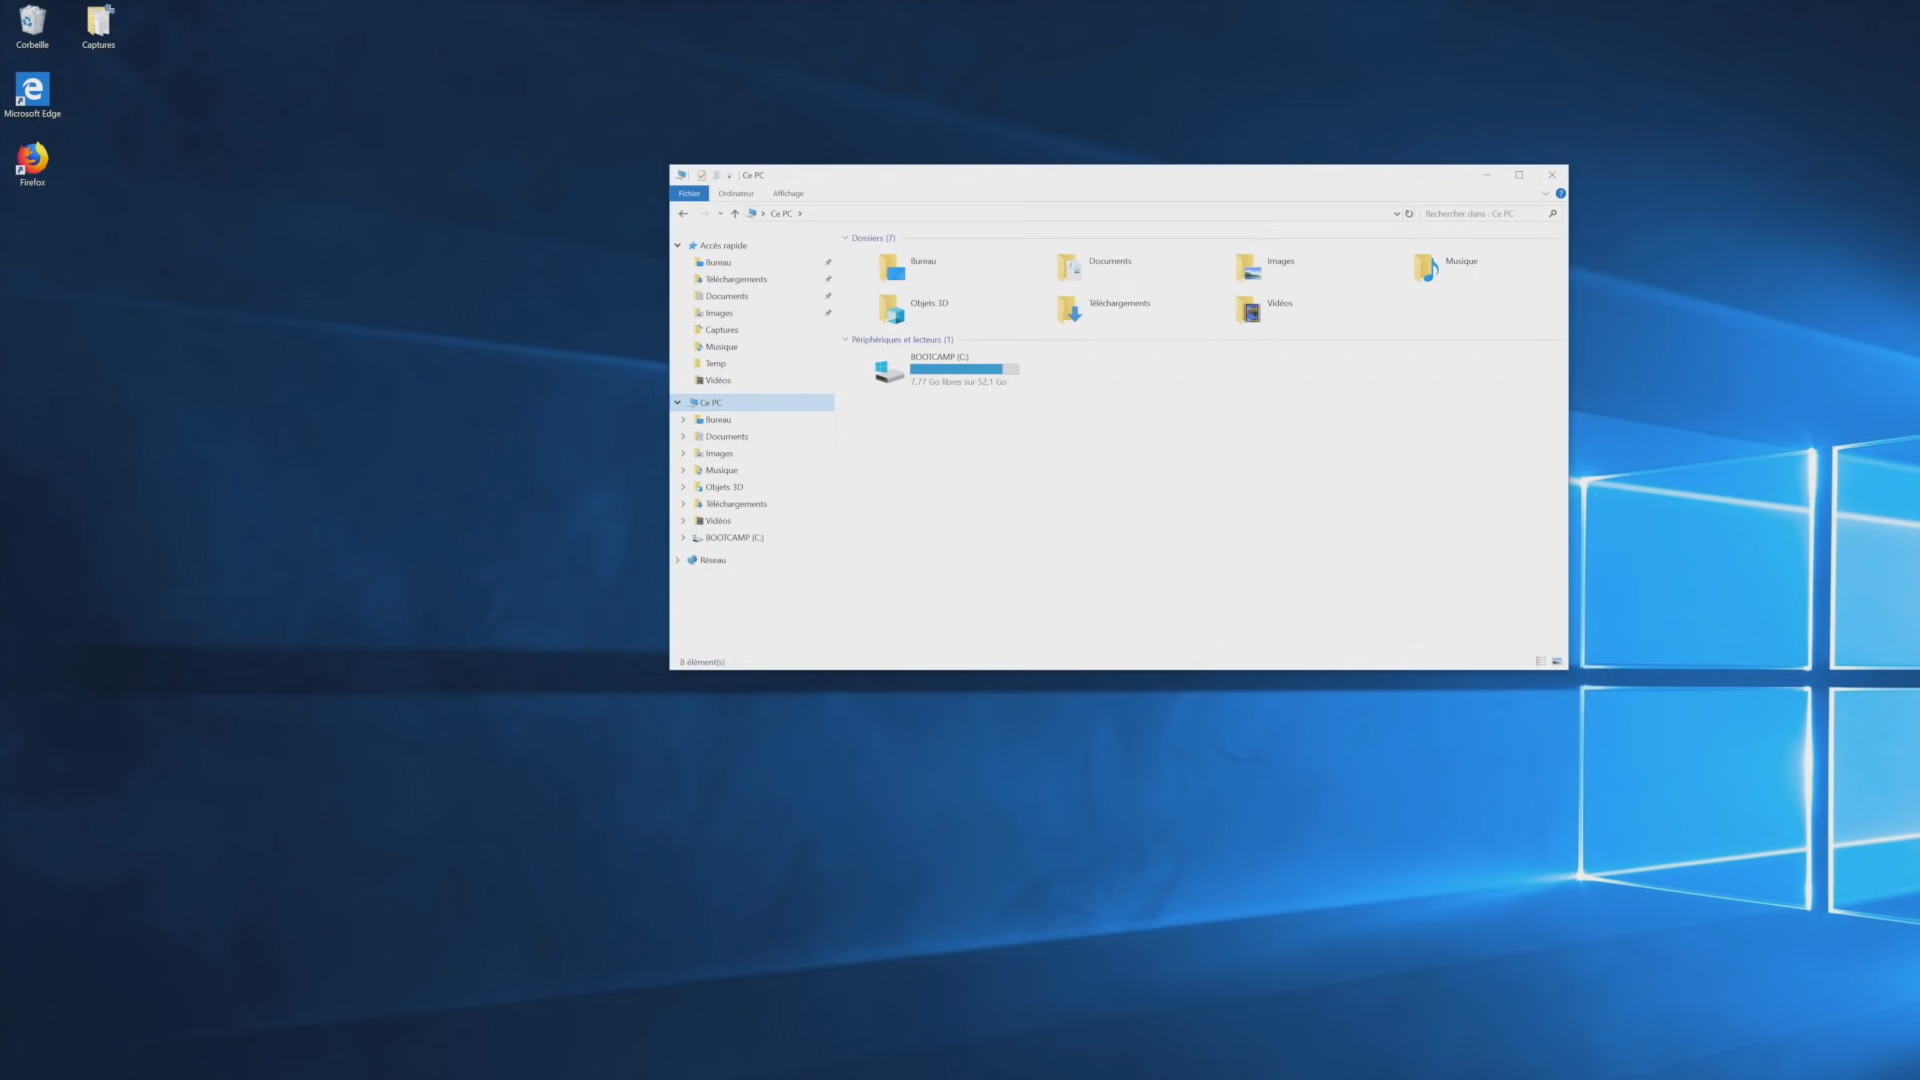 Corbeille
Captures
Microsoft Edge
Firefox
Ce PC
Fichier
Ordinateur
Affichage
Ce PC
Rechercher dans : Ce PC
Accès rapide
Bureau
Téléchargements
Documents
Images
Captures
Musique
Temp
Vidéos
Ce PC
Bureau
Documents
Images
Musique
Objets 3D
Téléchargements
Vidéos
BOOTCAMP (C:)
Réseau
Dossiers (7)
Bureau
Documents
Images
Musique
Objets 3D
Téléchargements
Vidéos
Périphériques et lecteurs (1)
BOOTCAMP (C:)
7,77 Go libres sur 52,1 Go
8 élément(s)